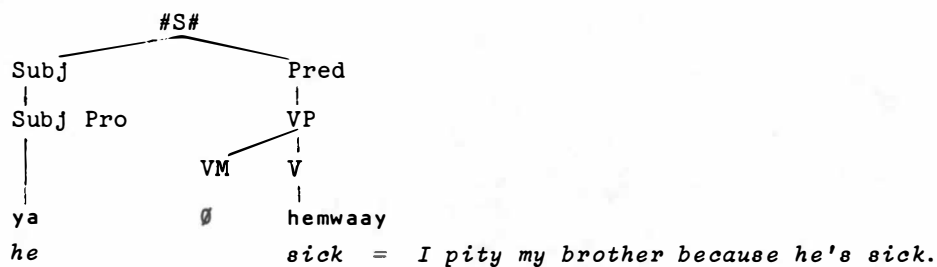 #S#
Subj Pred
Subj Pro VP
VM V
ya ø hemwaay
he sick = I pity my brother because he's sick.